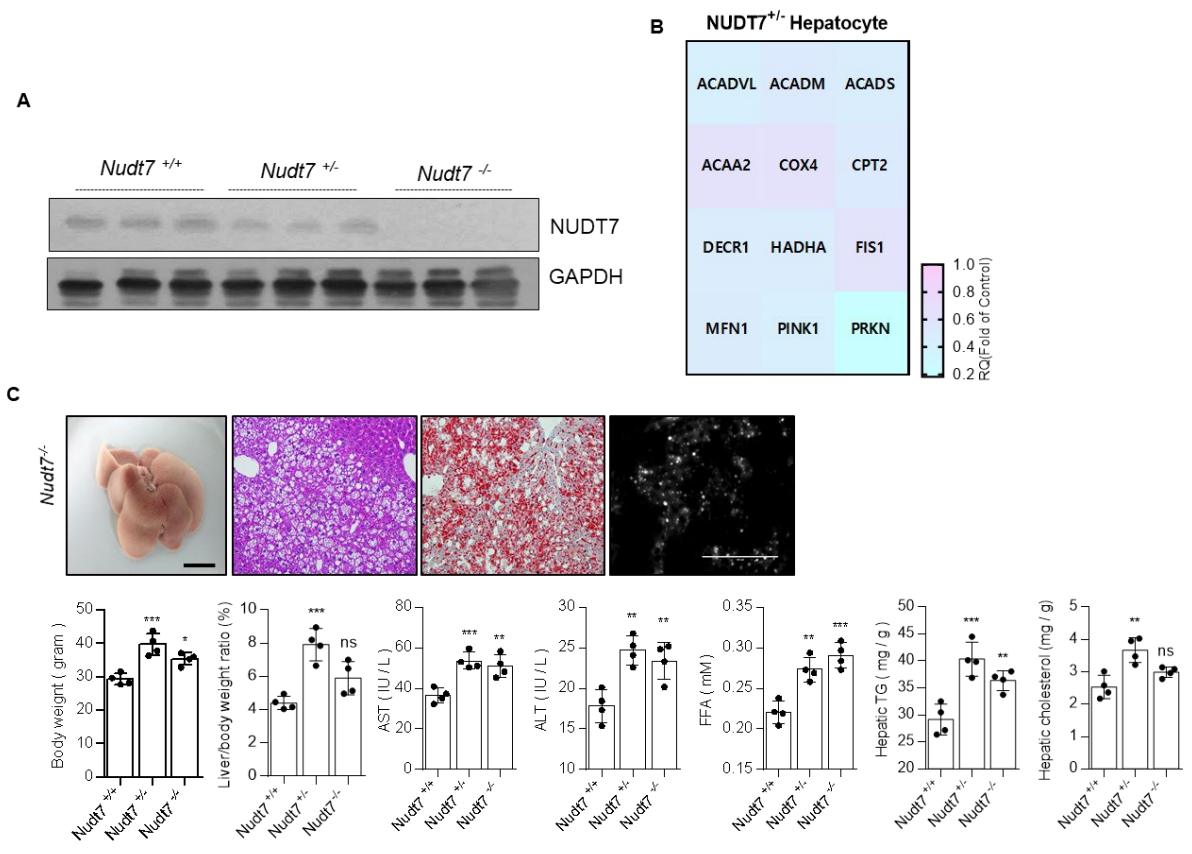 A
Nudt7 +/+ Nudt7 +/- Nudt7 -/-
NUDT7
GAPDH
B
NUDT7+/- Hepatocyte
ACADVL ACADM ACADS
ACAA2 COX4 CPT2
DECR1 HADHA FIS1
MFN1 PINK1 PRKN
1.0
0.8
0.6
0.4
0.2
RQ(Fold of Control)
C
Nudt7-/-
Body weight ( gram )
50
40
30
20
10
0
***
*
Nudt7 +/+
Nudt7 +/-
Nudt7 -/-
Liver/body weight ratio (%)
10
8
6
4
2
0
***
ns
Nudt7 +/+
Nudt7 +/-
Nudt7 -/-
AST ( IU / L )
80
60
40
20
0
***
**
Nudt7 +/+
Nudt7 +/-
Nudt7 -/-
ALT ( IU / L )
30
25
20
15
10
**
**
Nudt7 +/+
Nudt7 +/-
Nudt7 -/-
FFA ( mM )
0.35
0.30
0.25
0.20
0.15
**
***
Nudt7 +/+
Nudt7 +/-
Nudt7 -/-
Hepatic TG ( mg / g )
50
45
40
35
30
25
20
***
**
Nudt7 +/+
Nudt7 +/-
Nudt7 -/-
Hepatic cholesterol (mg / g )
5
4
3
2
1
0
**
ns
Nudt7 +/+
Nudt7 +/-
Nudt7 -/-